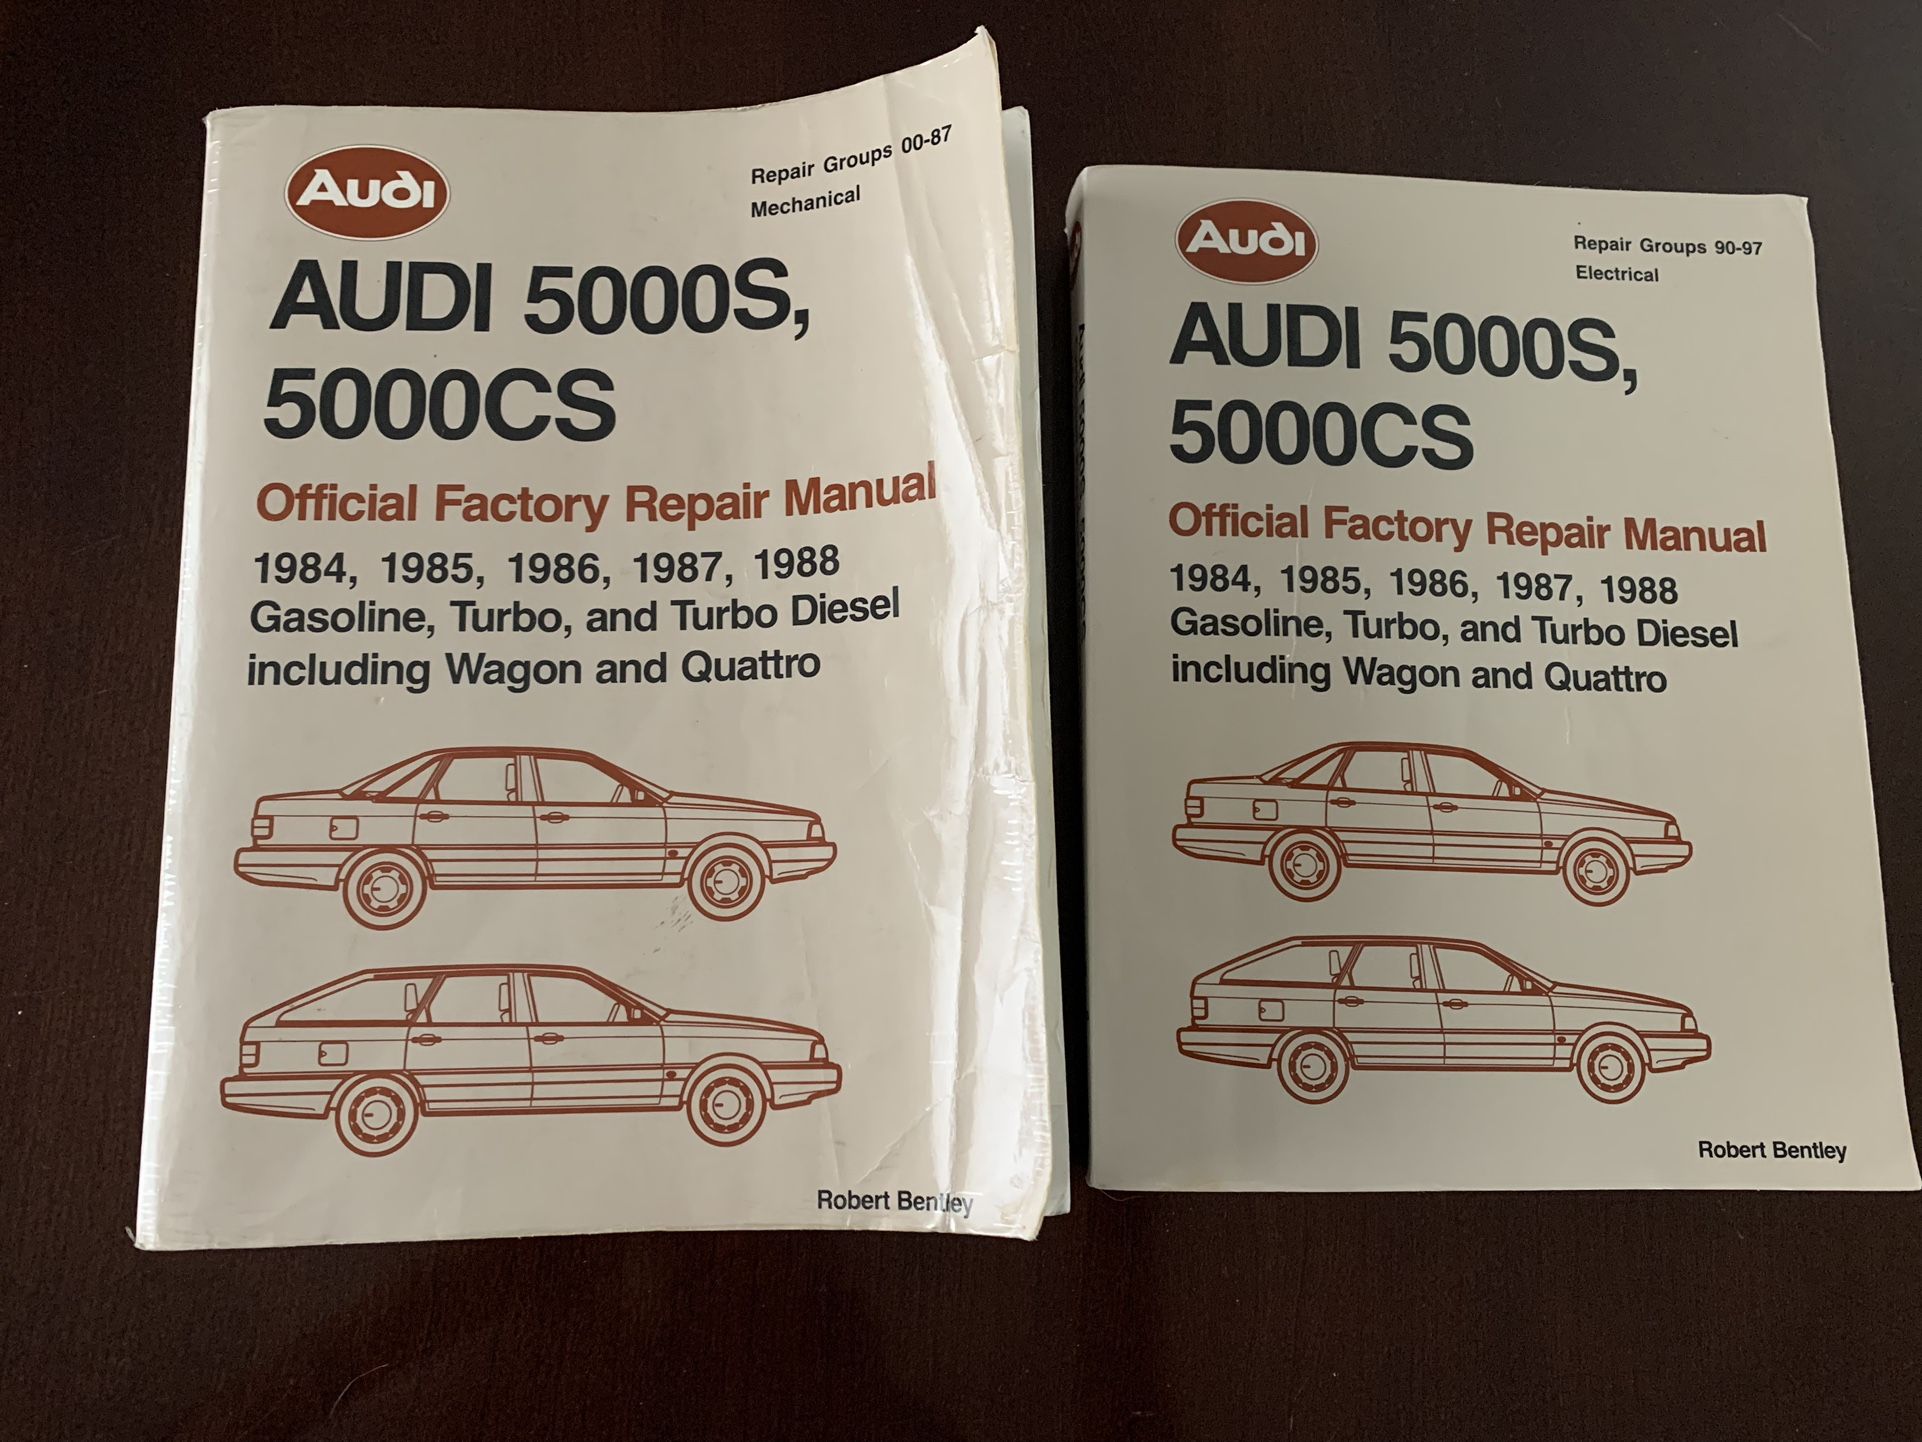 Audi
Repair Groups 00-87
Mechanical
AUDI 5000S,
5000CS
Official Factory Repair Manual
1984, 1985, 1986, 1987, 1988
Gasoline, Turbo, and Turbo Diesel
including Wagon and Quattro
Robert Bentley
Audi
Repair Groups 90-97
Electrical
AUDI 5000S,
5000CS
Official Factory Repair Manual
1984, 1985, 1986, 1987, 1988
Gasoline, Turbo, and Turbo Diesel
including Wagon and Quattro
Robert Bentley